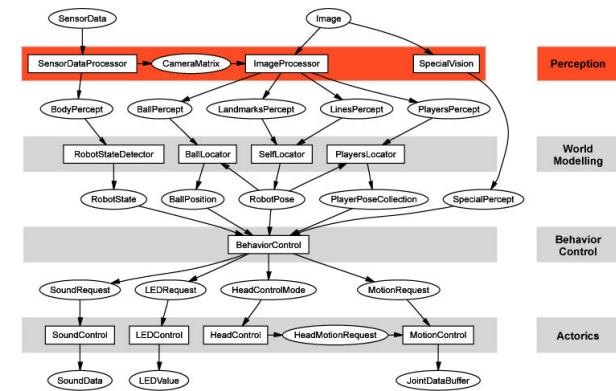 SensorData
Image
SensorDataProcessor
CameraMatrix
ImageProcessor
SpecialVision
Perception
BodyPercept
BallPercept
LandmarksPercept
LinesPercept
PlayersPercept
RobotStateDetector
BallLocator
SelfLocator
PlayersLocator
World
Modelling
RobotState
BallPosition
RobotPose
PlayerPoseCollection
SpecialPercept
BehaviorControl
Behavior
Control
SoundRequest
LEDRequest
HeadControlMode
MotionRequest
SoundControl
LEDControl
HeadControl
HeadMotionRequest
MotionControl
Actorics
SoundData
LEDValue
JointDataBuffer